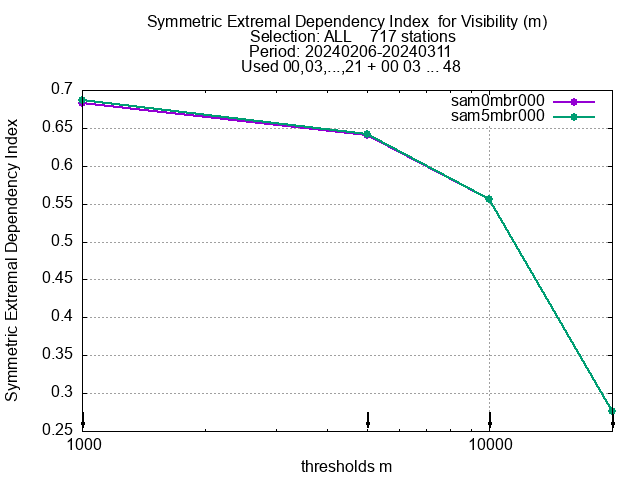 Symmetric Extremal Dependency Index  for Visibility (m)
Selection: ALL    717 stations
Period: 20240206-20240311
Used 00,03,...,21 + 00 03 ... 48
sam0mbr000
sam5mbr000
0.7
0.65
0.6
0.55
0.5
0.45
0.4
0.35
0.3
0.25
Symmetric Extremal Dependency Index
1000
10000
thresholds m